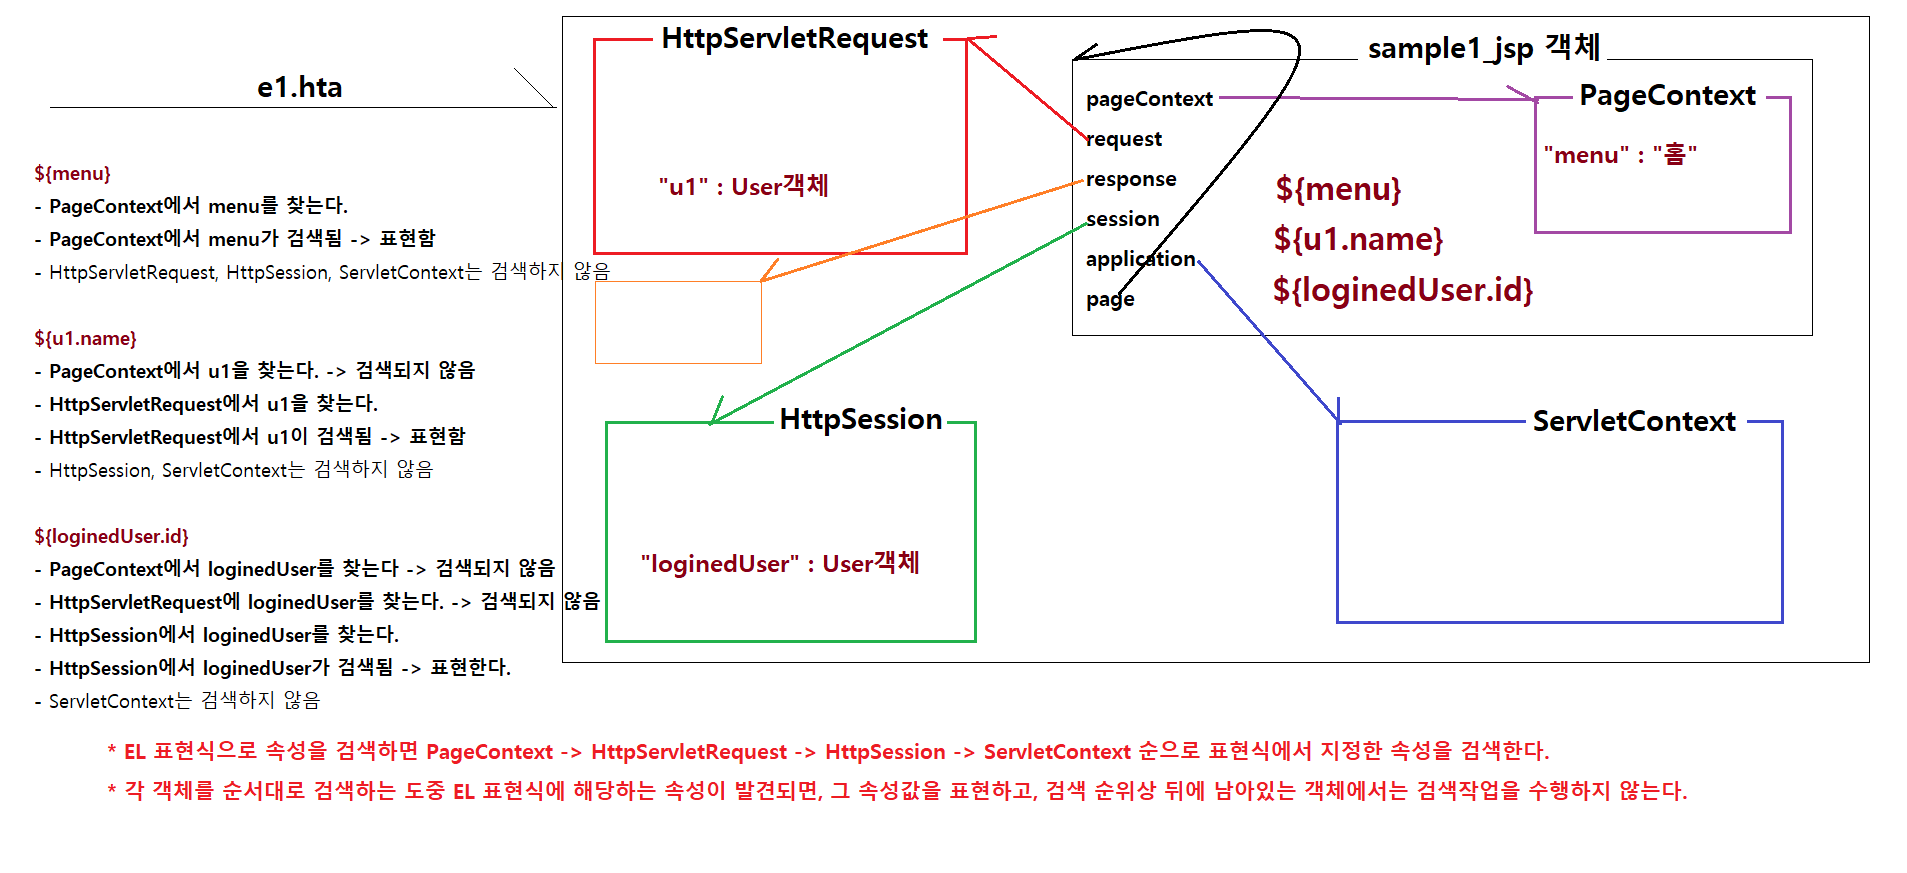 e1.hta
${menu}
- PageContext에서 menu를 찾는다.
- PageContext에서 menu가 검색됨 -> 표현함
- HttpServletRequest, HttpSession, ServletContext는 검색하지 않음
${u1.name}
- PageContext에서 u1을 찾는다. -> 검색되지 않음
- HttpServletRequest에서 u1을 찾는다.
- HttpServletRequest에서 u1이 검색됨 -> 표현함
- HttpSession, ServletContext는 검색하지 않음
${loginedUser.id}
- PageContext에서 loginedUser를 찾는다 -> 검색되지 않음
- HttpServletRequest에 loginedUser를 찾는다. -> 검색되지 않음
- HttpSession에서 loginedUser를 찾는다.
- HttpSession에서 loginedUser가 검색됨 -> 표현한다.
- ServletContext는 검색하지 않음
HttpServletRequest
"u1" : User객체
sample1_jsp 객체
pageContext
request
response
session
application
page
PageContext
"menu" : "홈"
${menu}
${u1.name}
${loginedUser.id}
HttpSession
"loginedUser" : User객체
ServletContext
* EL 표현식으로 속성을 검색하면 PageContext -> HttpServletRequest -> HttpSession -> ServletContext 순으로 표현식에서 지정한 속성을 검색한다.
* 각 객체를 순서대로 검색하는 도중 EL 표현식에 해당하는 속성이 발견되면, 그 속성값을 표현하고, 검색 순위상 뒤에 남아있는 객체에서는 검색작업을 수행하지 않는다.